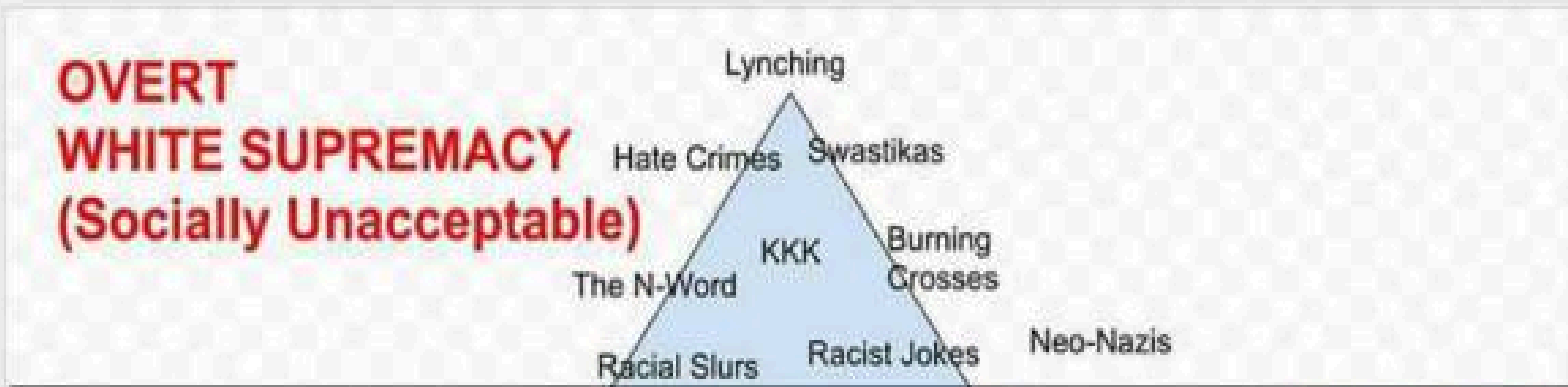 OVERT
WHITE SUPREMACY
(Socially Unacceptable)
Lynching
Hate Crimes
Swastikas
KKK
Burning
Crosses
The N-Word
Racial Slurs
Racist Jokes
Neo-Nazis